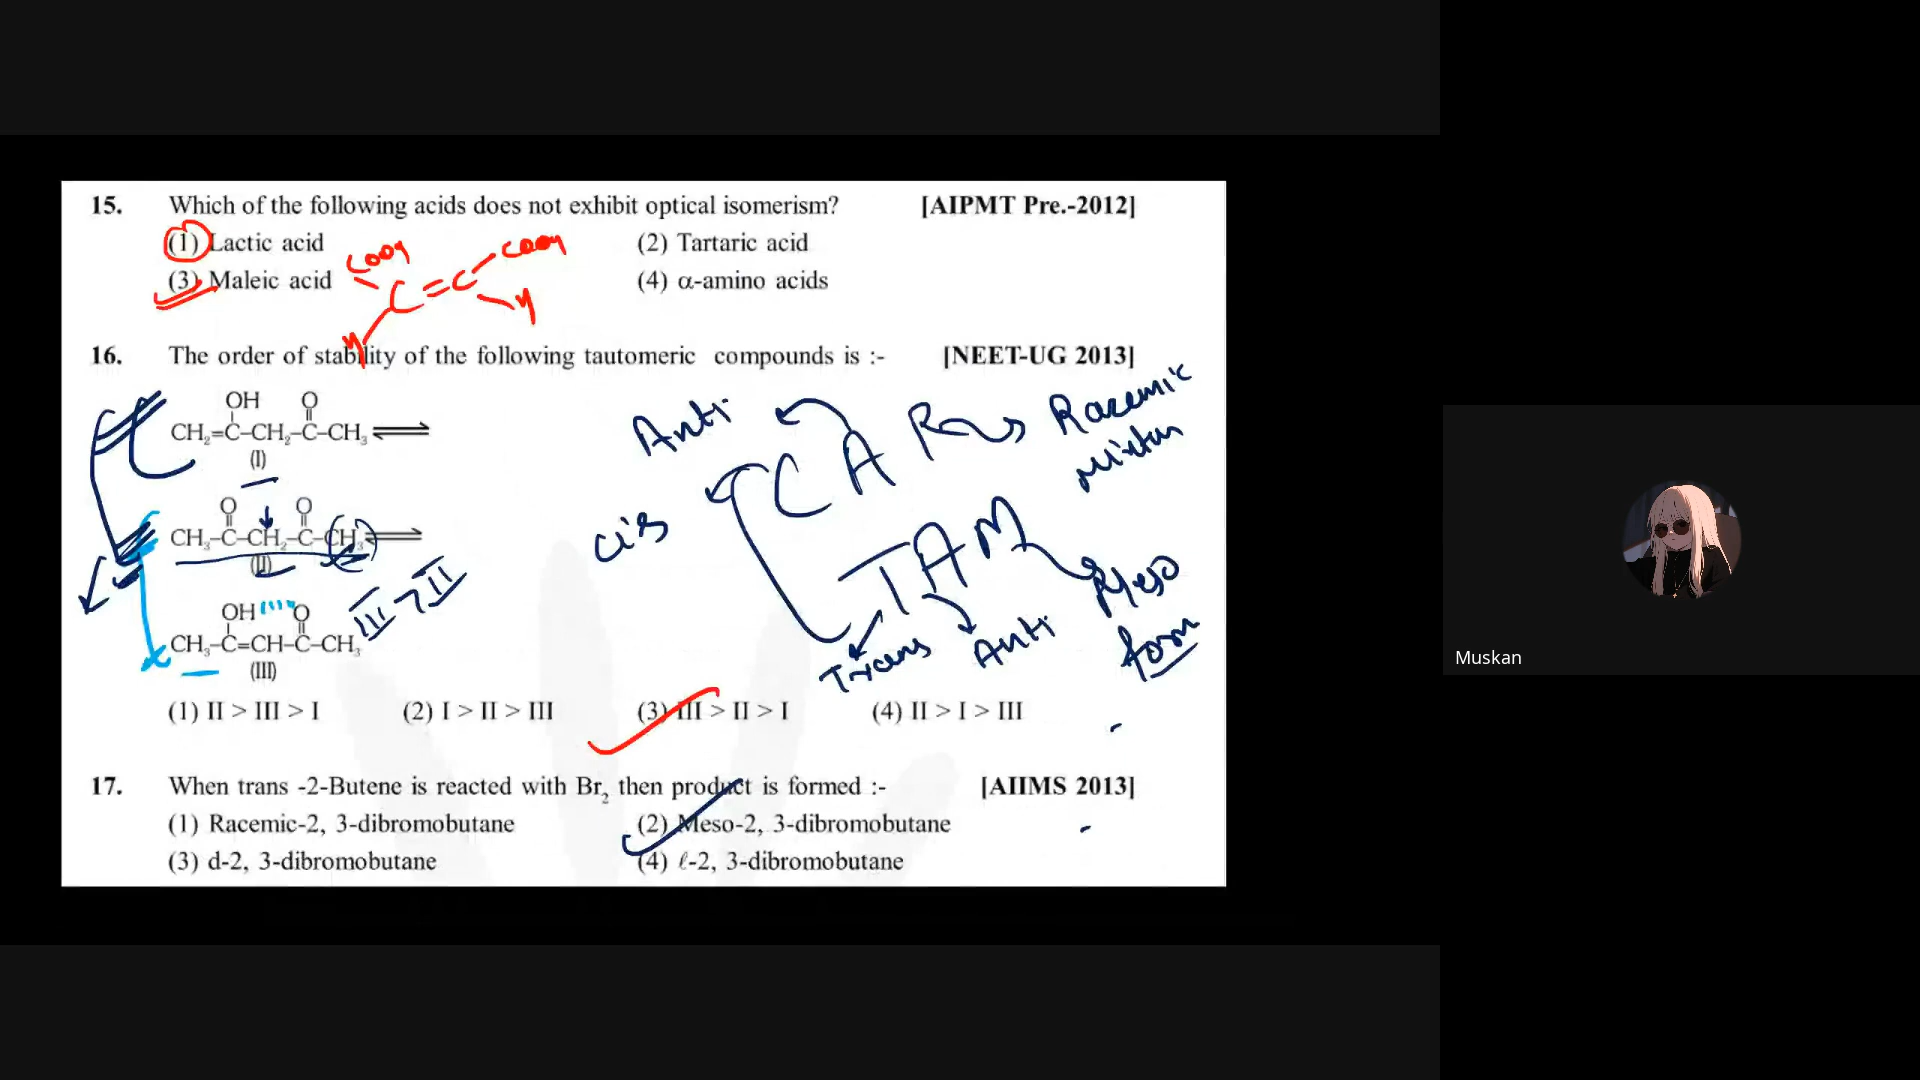 15. Which of the following acids does not exhibit optical isomerism? [AIPMT Pre.-2012]
(1) Lactic acid (2) Tartaric acid
(3) Maleic acid (4) α-amino acids
COOH COOH
C=C
H H
16. The order of stability of the following tautomeric compounds is :- [NEET-UG 2013]
OH O
CH₂=C–CH₂–C–CH₃ ⇌
(I)
O O
CH₃–C–CH₂–C–CH₃ ⇌
(II)
OH O
CH₃–C=CH–C–CH₃
(III)
III > II
Anti C A R Racemic
mixture
cis T A M Meso
form
Trans Anti
(1) II > III > I (2) I > II > III (3) III > II > I (4) II > I > III
17. When trans -2-Butene is reacted with Br₂ then product is formed :- [AIIMS 2013]
(1) Racemic-2, 3-dibromobutane (2) Meso-2, 3-dibromobutane
(3) d-2, 3-dibromobutane (4) ℓ-2, 3-dibromobutane
Muskan